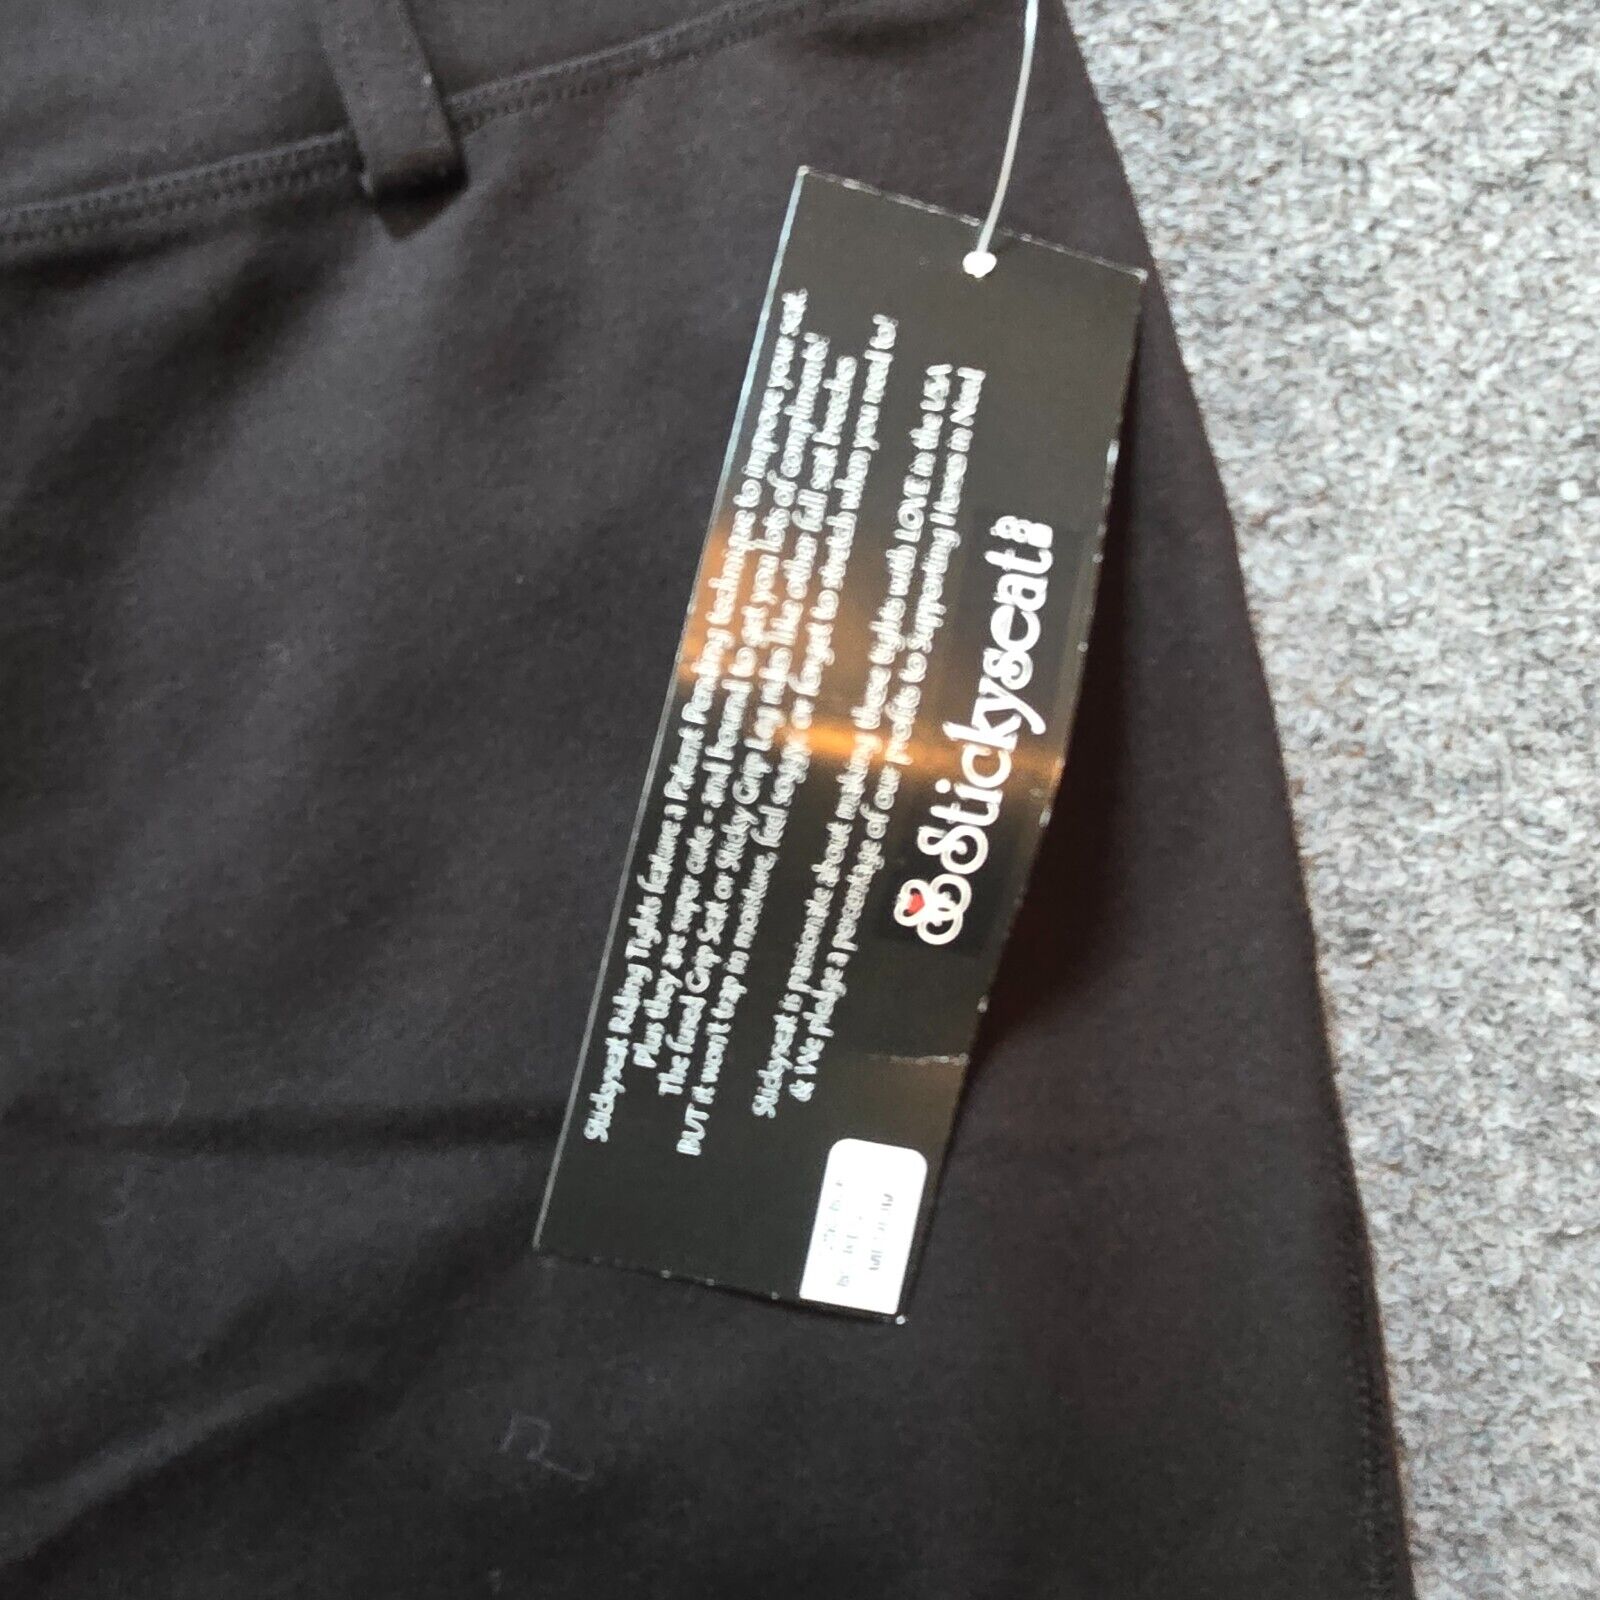 Stickyseat Riding Tights feature a Patent Pending technique to improve your seat.
Plus they are super cute - and bound to get you lots of compliments!
The fused Grip Seat or Sticky Grip Leg rides like other full seat breeches
BUT it won't trap in moisture, feel soggy or forget to stretch when you need to!
Stickyseat is passionate about making these tights with LOVE in the USA
& We pledge a percentage of our profits to Supporting Horses in Need
Stickyseat